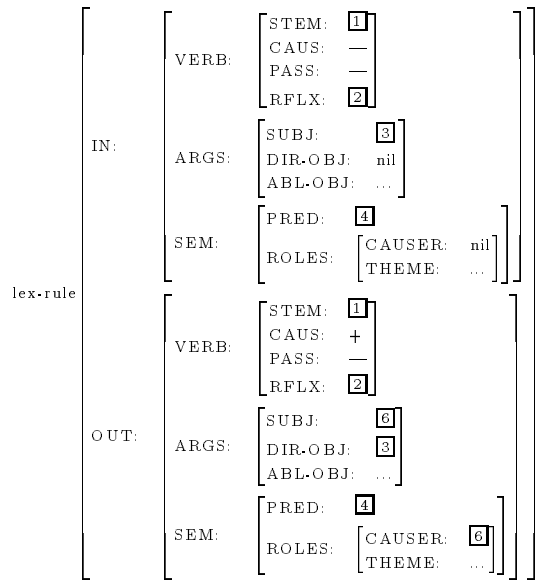 STEM: 1
CAUS: —
VERB:
PASS: —
RFLX: 2
SUBJ: 3
IN:
ARGS: DIR-OBJ: nil
ABL-OBJ: ...
PRED: 4
SEM: CAUSER: nil
ROLES:
THEME: ...
lex-rule
STEM: 1
CAUS: +
VERB:
PASS: —
RFLX: 2
SUBJ: 6
OUT:
ARGS: DIR-OBJ: 3
ABL-OBJ: ...
PRED: 4
SEM: CAUSER: 6
ROLES:
THEME: ...